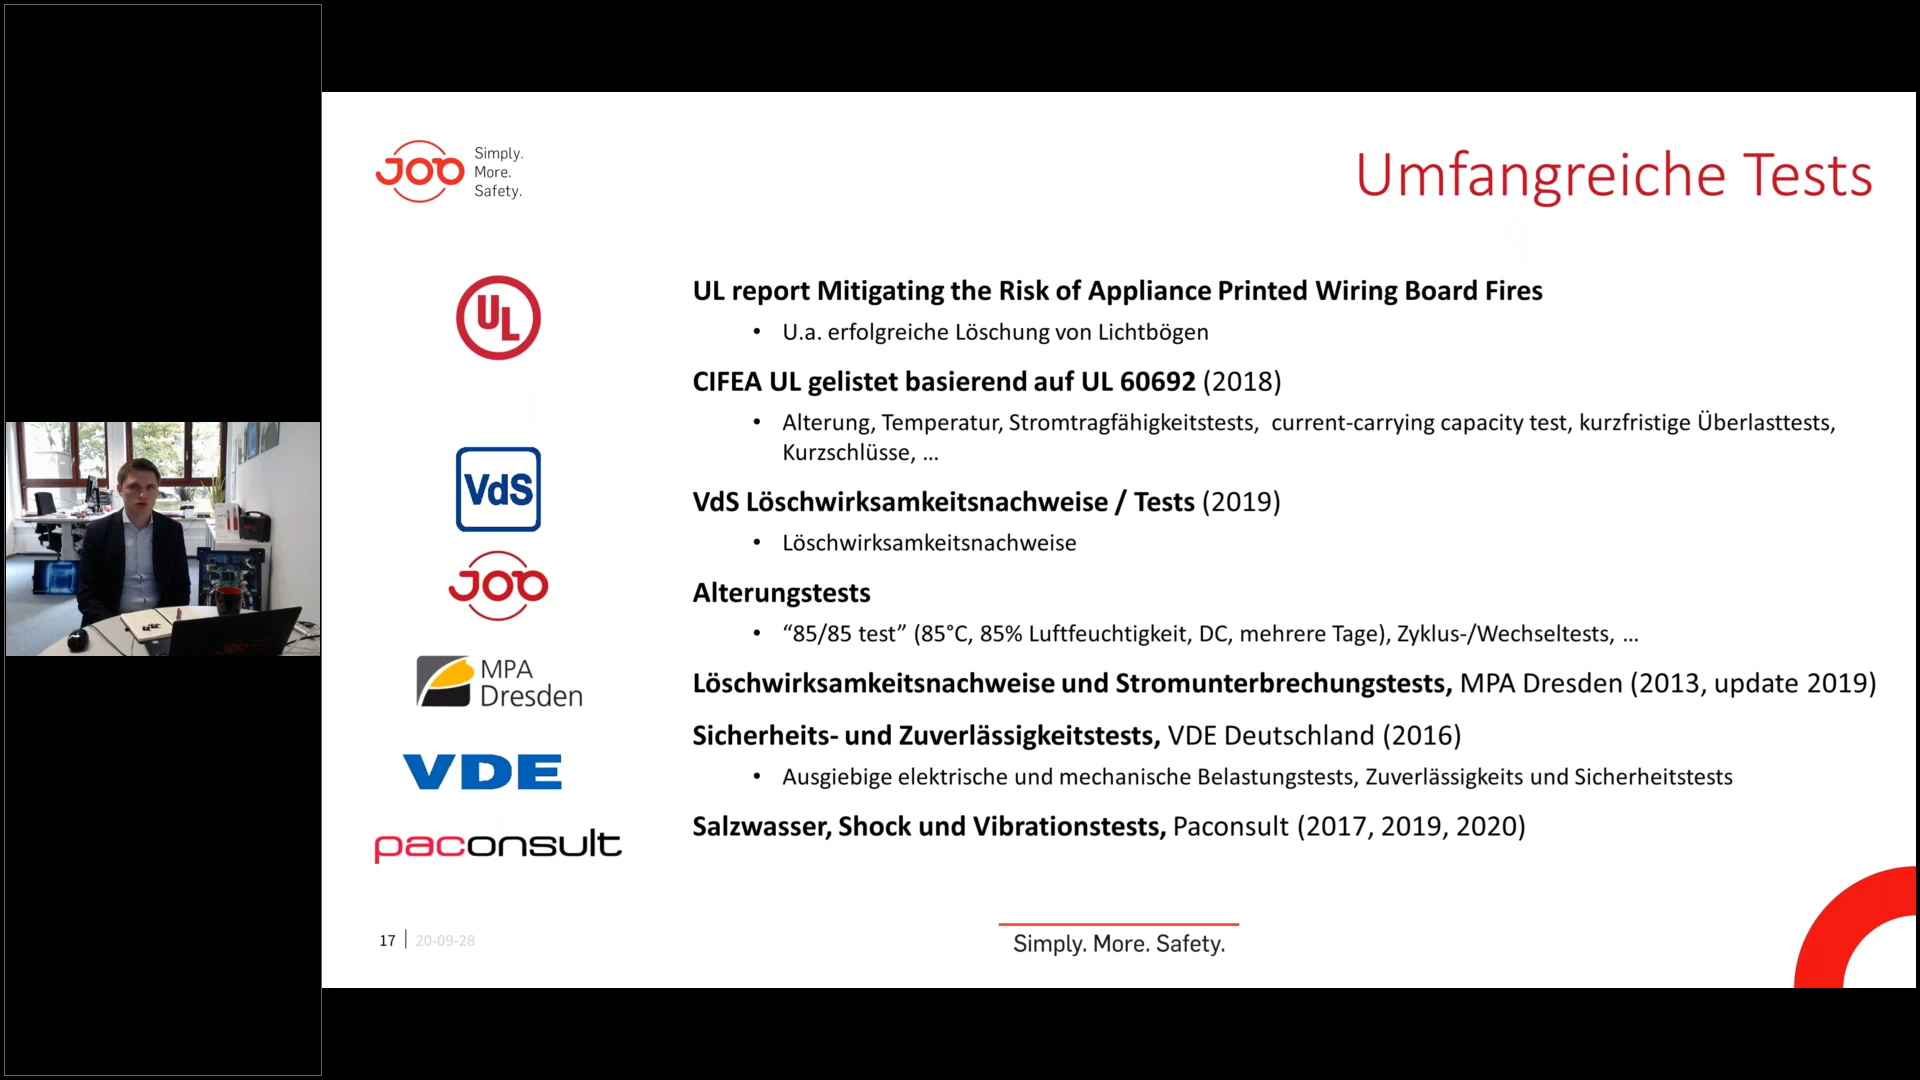 JOB
Simply.
More.
Safety.
Umfangreiche Tests
UL
UL report Mitigating the Risk of Appliance Printed Wiring Board Fires
• U.a. erfolgreiche Löschung von Lichtbögen
CIFEA UL gelistet basierend auf UL 60692 (2018)
• Alterung, Temperatur, Stromtragfähigkeitstests, current-carrying capacity test, kurzfristige Überlasttests,
Kurzschlüsse, ...
VdS
VdS Löschwirksamkeitsnachweise / Tests (2019)
• Löschwirksamkeitsnachweise
JOB
Alterungstests
• “85/85 test” (85°C, 85% Luftfeuchtigkeit, DC, mehrere Tage), Zyklus-/Wechseltests, ...
MPA
Dresden
Löschwirksamkeitsnachweise und Stromunterbrechungstests, MPA Dresden (2013, update 2019)
VDE
Sicherheits- und Zuverlässigkeitstests, VDE Deutschland (2016)
• Ausgiebige elektrische und mechanische Belastungstests, Zuverlässigkeits und Sicherheitstests
paconsult
Salzwasser, Shock und Vibrationstests, Paconsult (2017, 2019, 2020)
17 | 20-09-28
Simply. More. Safety.